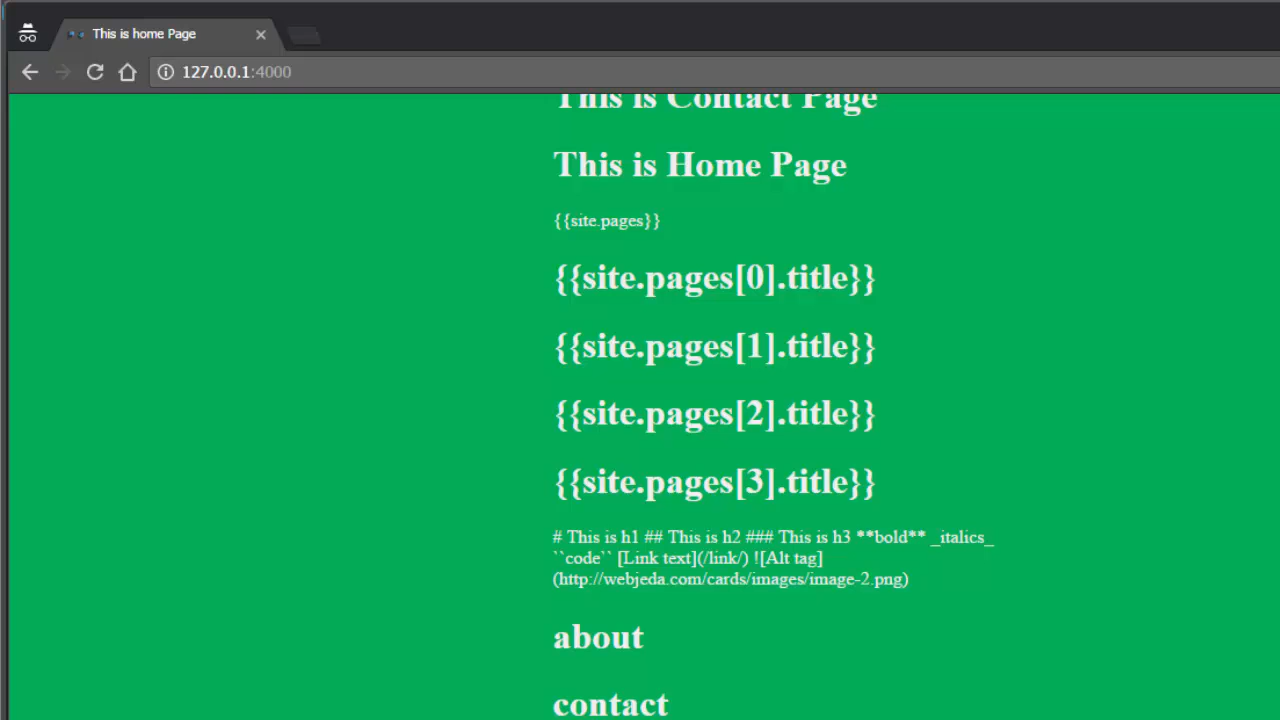 This is home Page
127.0.0.1:4000
This is Contact Page
This is Home Page
{{site.pages}}
{{site.pages[0].title}}
{{site.pages[1].title}}
{{site.pages[2].title}}
{{site.pages[3].title}}
# This is h1 ## This is h2 ### This is h3 **bold** _italics_
``code`` [Link text](/link/) ![Alt tag]
(http://webjeda.com/cards/images/image-2.png)
about
contact